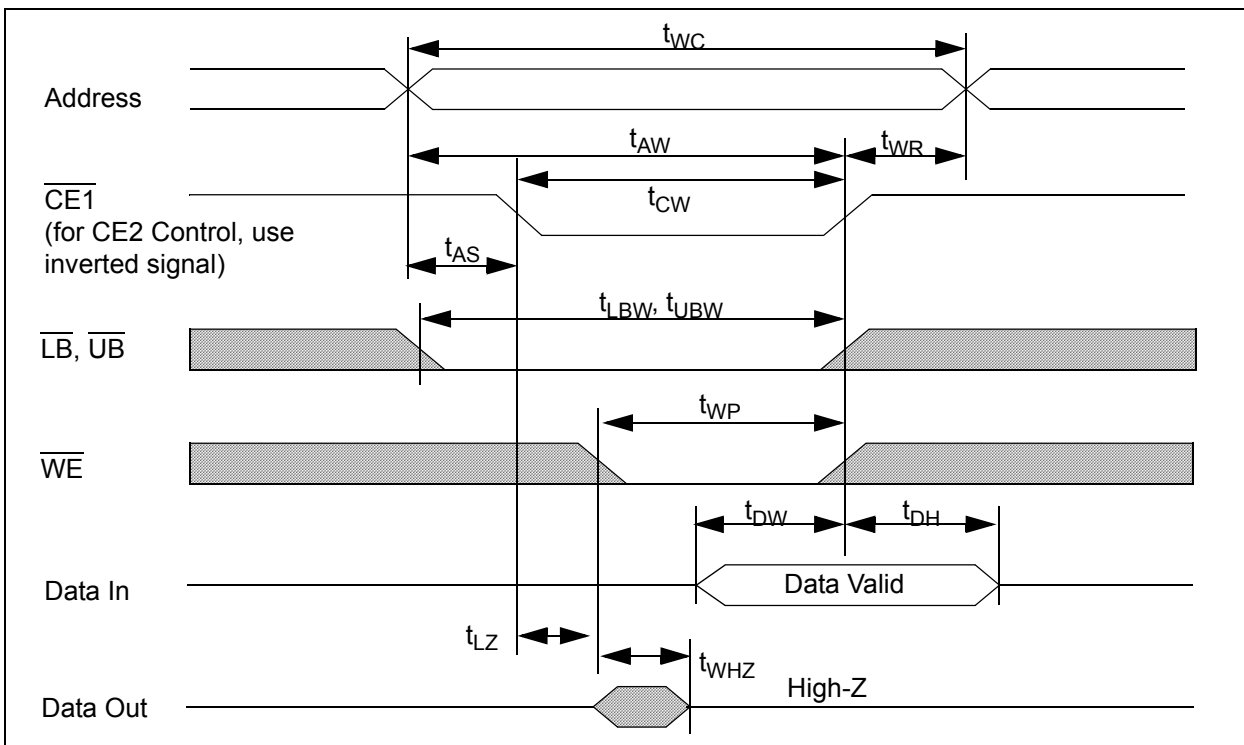 tWC
Address
tAW
tWR
CE1
(for CE2 Control, use
inverted signal)
tCW
tAS
tLBW, tUBW
LB, UB
tWP
WE
tDW
tDH
Data In
Data Valid
tLZ
tWHZ
High-Z
Data Out